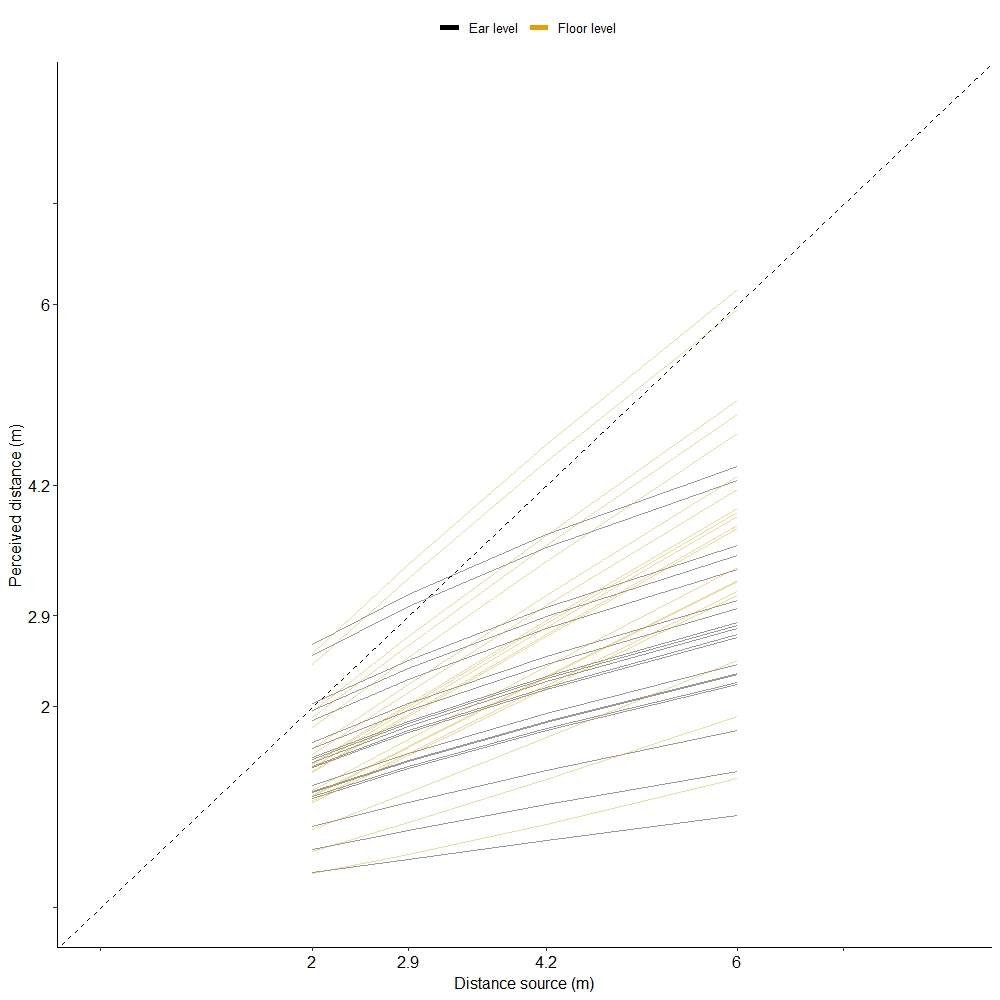 Ear level Floor level
Perceived distance (m)
6
4.2
2.9
2
2 2.9 4.2 6
Distance source (m)